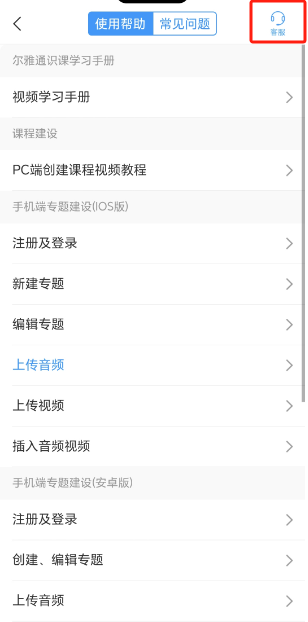 使用帮助 常见问题 客服
尔雅通识课学习手册
视频学习手册
课程建设
PC端创建课程视频教程
手机端专题建设(IOS版)
注册及登录
新建专题
编辑专题
上传音频
上传视频
插入音频视频
手机端专题建设(安卓版)
注册及登录
创建、编辑专题
上传音频